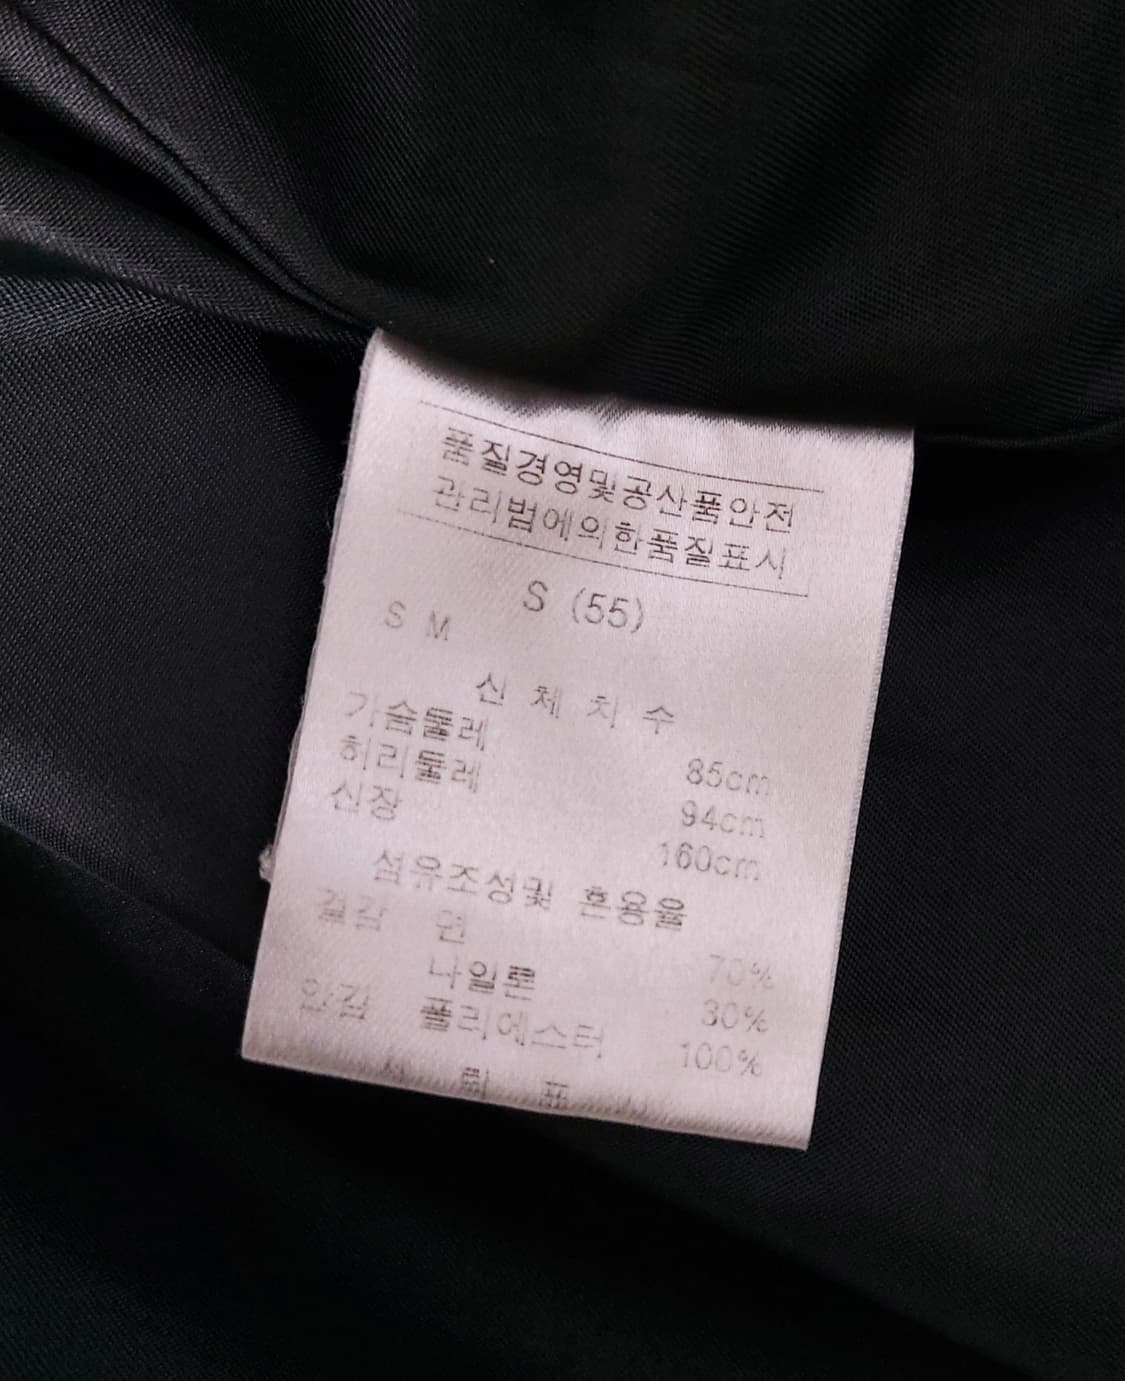 품질경영및공산품안전
관리법에의한품질표시
S (55)
S M
신 체 치 수
가슴둘레 85cm
허리둘레 94cm
신장 160cm
섬유조성및 혼용율
겉감 면 70%
나일론 30%
안감 폴리에스터 100%